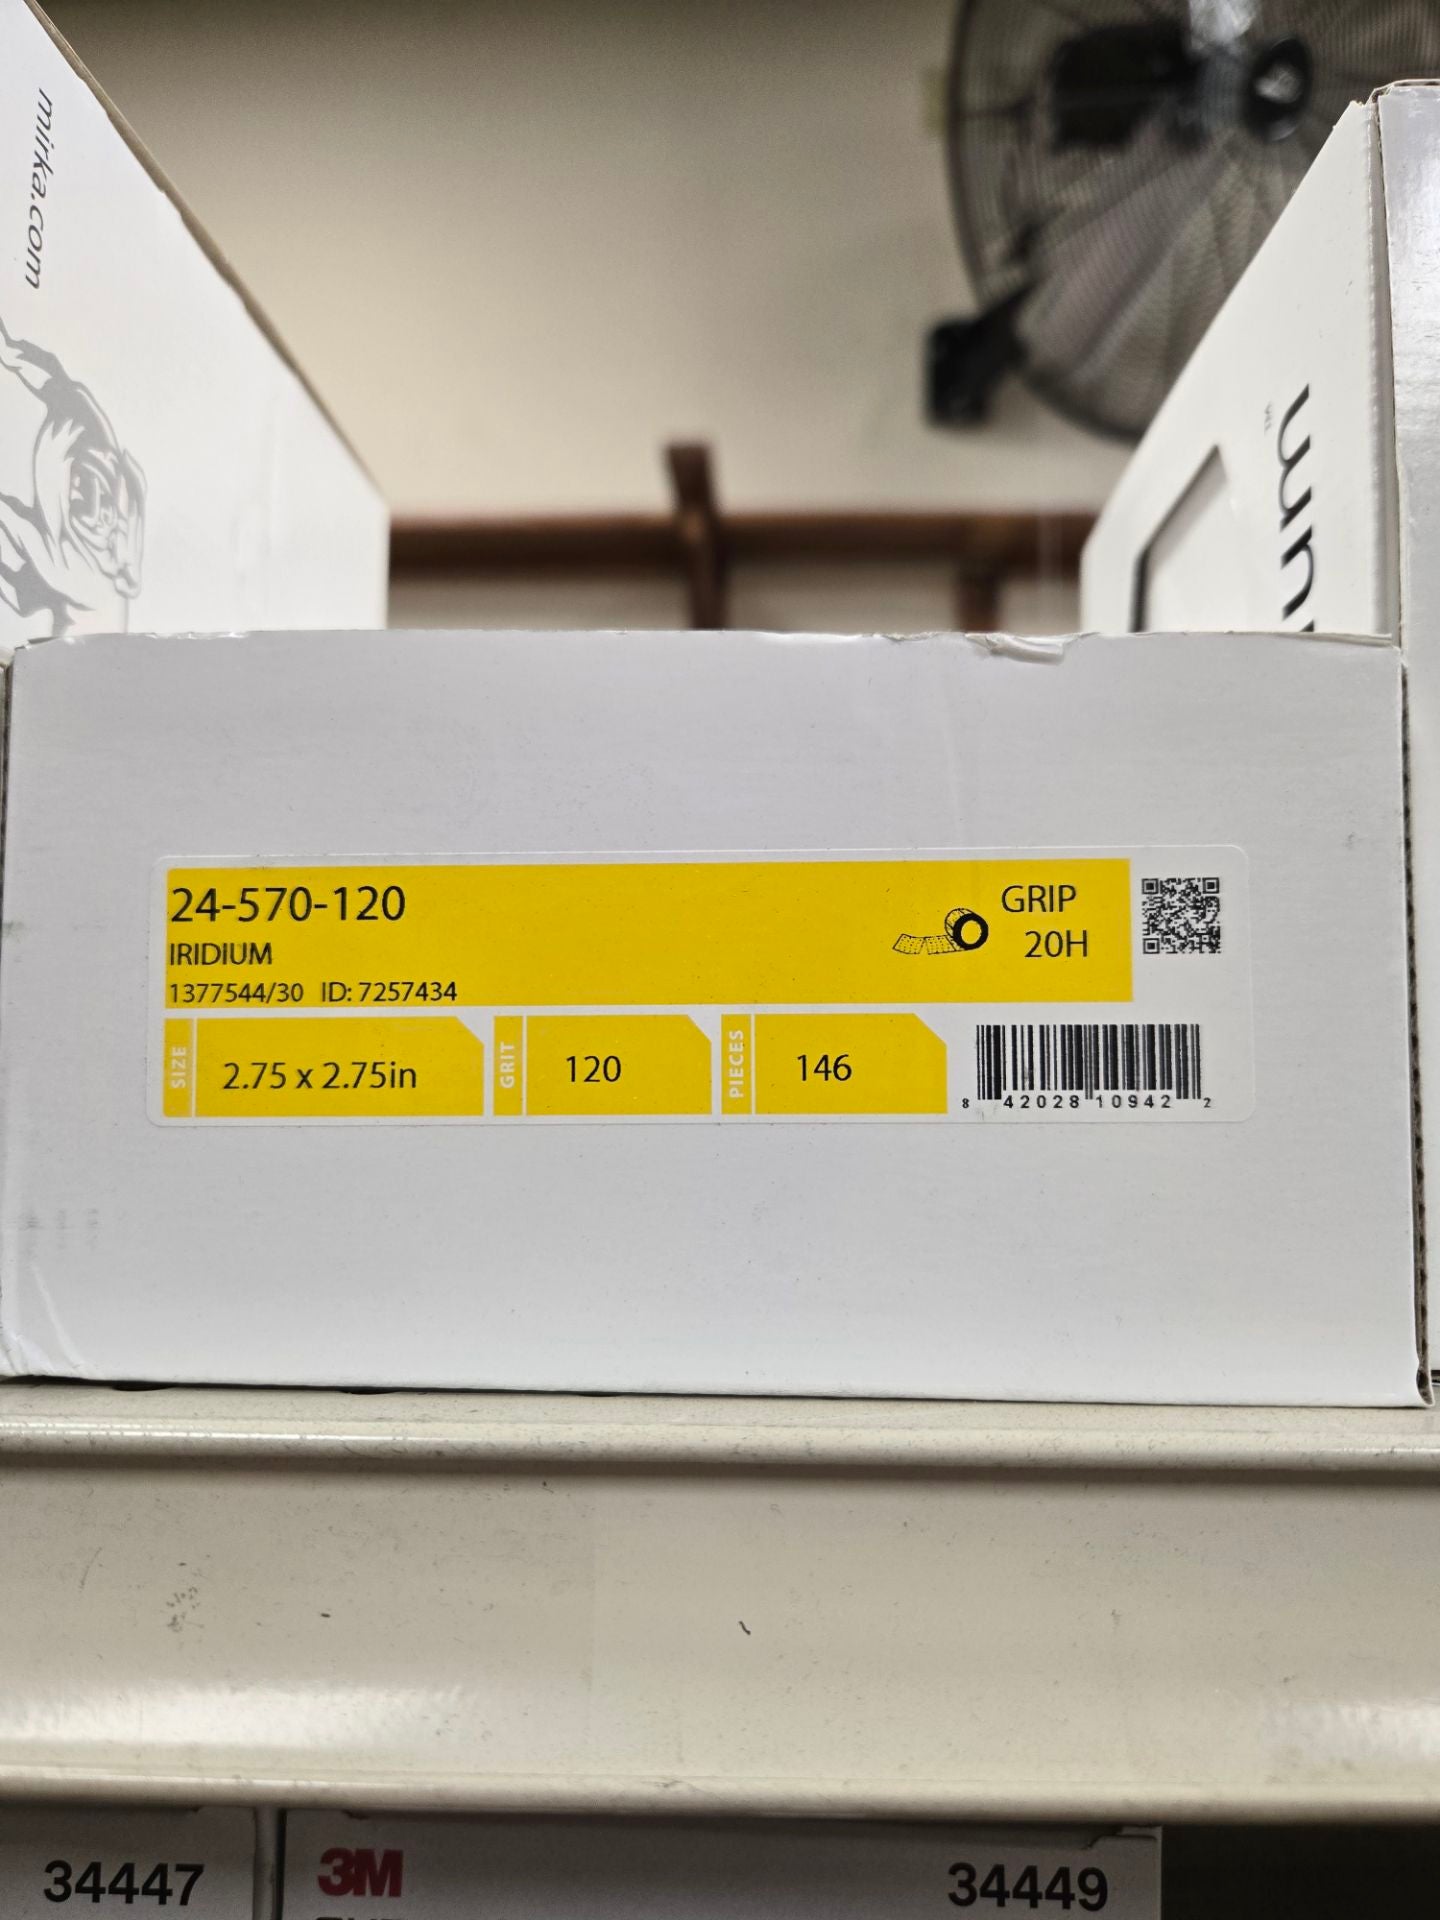 mirka.com
24-570-120
IRIDIUM
1377544/30 ID: 7257434
GRIP
20H
SIZE
2.75 x 2.75in
GRIT
120
PIECES
146
8 42028 10942 2
34447
3M
34449